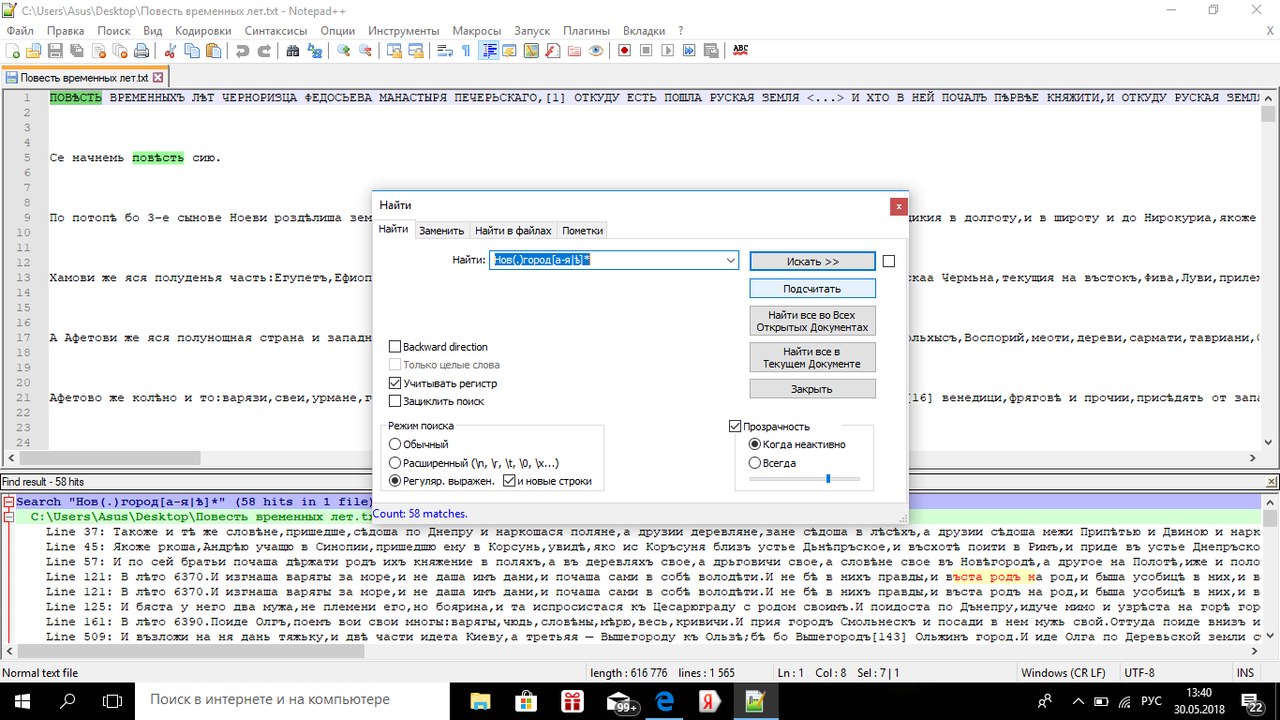 C:\Users\Asus\Desktop\Повесть временных лет.txt - Notepad++
Файл Правка Поиск Вид Кодировки Синтаксисы Опции Инструменты Макросы Запуск Плагины Вкладки ? X
ABC
Повесть временных лет.txt
1 ПОВѢСТЬ ВРЕМЕННЫХЪ ЛѢТ ЧЕРНОРИЗЦА ФЕДОСЬЕВА МАНАСТЫРЯ ПЕЧЕРЬСКАГО,[1] ОТКУДУ ЕСТЬ ПОШЛА РУСКАЯ ЗЕМЛЯ <...> И ХТО В НЕЙ ПОЧАЛЪ ПѢРВѢЕ КНЯЖИТИ,И ОТКУДУ РУСКАЯ ЗЕМЛЯ
2
3
4
5 Се начнемь повѣсть сию.
6
7
8
9 По потопѣ бо 3-е сынове Ноеви роздѣлиша зем дикия в долготу,и в широту и до Нирокуриа,якоже
10
11
12
13 Хамови же яся полуденья часть:Египетъ,Ефиоп скаа Чермьна,текущия на въстокъ,Фива,Луви,прилеж
14
15
16
17 А Афетови же яся полунощная страна и западн ольхысъ,Воспорий,меоти,дереви,сармати,тавриани,С
18
19
20
21 Афетово же колѣно и то:варязи,свеи,урмане,г [16] венедици,фряговѣ и прочии,присѣдять от запа
22
23
24
Найти
x
Найти Заменить Найти в файлах Пометки
Найти: Нов(.)город[а-я|ѣ]*
Искать >>
Подсчитать
Найти все во Всех
Открытых Документах
Найти все в
Текущем Документе
Закрыть
Backward direction
Только целые слова
Учитывать регистр
Зациклить поиск
Режим поиска
Обычный
Расширенный (\n, \r, \t, \0, \x...)
Регуляр. выражен. и новые строки
Прозрачность
Когда неактивно
Всегда
Count: 58 matches.
Find result - 58 hits
Search "Нов(.)город[а-я|ѣ]*" (58 hits in 1 file)
C:\Users\Asus\Desktop\Повесть временных лет.tx
Line 37: Такоже и тѣ же словѣне,пришедше,сѣдоша по Днепру и наркошася поляне,а друзии деревляне,зане сѣдоша в лѣсѣхъ,а друзии сѣдоша межи Припѣтью и Двиною и нарк
Line 45: Якоже ркоша,Андрѣю учащю в Синопии,пришедшю ему в Корсунь,увидѣ,яко ис Коръсуня близъ устье Дьнѣпръское,и въсхотѣ поити в Римъ,и приде въ устье Днепръско
Line 57: И по сей братьи почаша дѣржати родъ ихъ княжение в поляхъ,а въ деревляхъ свое,а дрьговичи свое,а словѣне свое въ Новѣгородѣ,а другое на Полотѣ,иже и поло
Line 121: В лѣто 6370.И изгнаша варягы за море,и не даша имъ дани,и почаша сами в собѣ володѣти.И не бѣ в нихъ правды,и въста родъ на род,и быша усобицѣ в них,и в
Line 121: В лѣто 6370.И изгнаша варягы за море,и не даша имъ дани,и почаша сами в собѣ володѣти.И не бѣ в нихъ правды,и въста родъ на род,и быша усобицѣ в них,и в
Line 125: И бяста у него два мужа,не племени его,но боярина,и та испросистася къ Цесарюграду с родом своимъ.И поидоста по Дънепру,идуче мимо и узрѣста на горѣ гор
Line 161: В лѣто 6390.Поиде Олгъ,поемъ вои свои многы:варягы,чюдь,словѣны,мѣрю,весь,кривичи.И прия городъ Смольнескъ и посади в нем мужь свой.Оттуда поиде внизъ и
Line 509: И възложи на ня дань тяжьку,и двѣ части идета Киеву,а третьяя — Вышегороду къ Ользѣ;бѣ бо Вышегородъ[143] Ольжинъ город.И иде Олга по Деревьской земли с
Normal text file length : 616 776 lines : 1 565 Ln : 1 Col : 8 Sel : 7 | 1 Windows (CR LF) UTF-8 INS
Поиск в интернете и на компьютере
99+
Я
РУС
13:40
30.05.2018
22